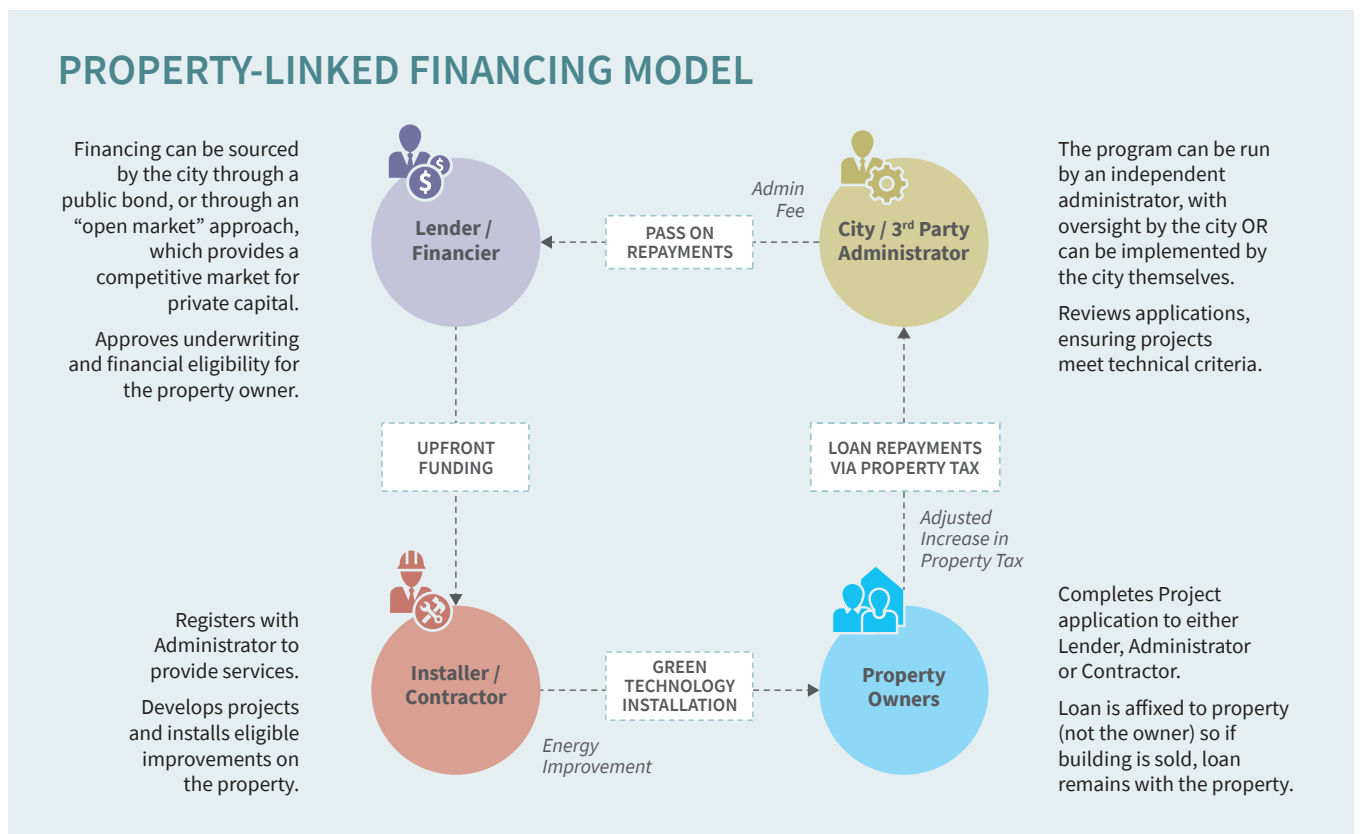 PROPERTY-LINKED FINANCING MODEL
Financing can be sourced
by the city through a
public bond, or through an
“open market” approach,
which provides a
competitive market for
private capital.
Approves underwriting
and financial eligibility for
the property owner.
$
$
Lender /
Financier
PASS ON
REPAYMENTS
Admin
Fee
City / 3rd Party
Administrator
The program can be run
by an independent
administrator, with
oversight by the city OR
can be implemented by
the city themselves.
Reviews applications,
ensuring projects
meet technical criteria.
UPFRONT
FUNDING
LOAN REPAYMENTS
VIA PROPERTY TAX
Adjusted
Increase in
Property Tax
Registers with
Administrator to
provide services.
Develops projects
and installs eligible
improvements on
the property.
Installer /
Contractor
GREEN
TECHNOLOGY
INSTALLATION
Energy
Improvement
Property
Owners
Completes Project
application to either
Lender, Administrator
or Contractor.
Loan is affixed to property
(not the owner) so if
building is sold, loan
remains with the property.